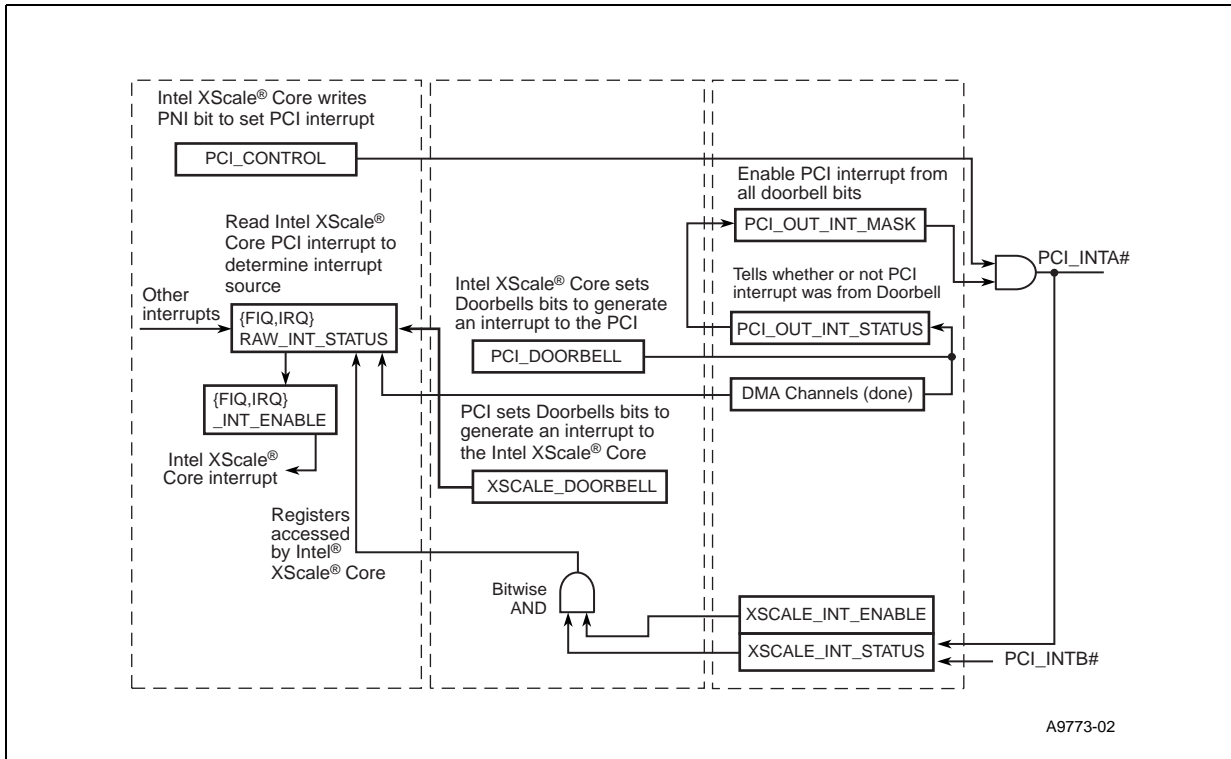 Intel XScale® Core writes
PNI bit to set PCI interrupt
PCI_CONTROL
Read Intel XScale®
Core PCI interrupt to
determine interrupt
source
Other
interrupts
{FIQ,IRQ}
RAW_INT_STATUS
{FIQ,IRQ}
_INT_ENABLE
Intel XScale®
Core interrupt
Registers
accessed
by Intel®
XScale® Core
Intel XScale® Core sets
Doorbells bits to generate
an interrupt to the PCI
PCI_DOORBELL
PCI sets Doorbells bits to
generate an interrupt to
the Intel XScale® Core
XSCALE_DOORBELL
Bitwise
AND
Enable PCI interrupt from
all doorbell bits
PCI_OUT_INT_MASK
Tells whether or not PCI
interrupt was from Doorbell
PCI_OUT_INT_STATUS
DMA Channels (done)
XSCALE_INT_ENABLE
XSCALE_INT_STATUS
PCI_INTA#
PCI_INTB#
A9773-02